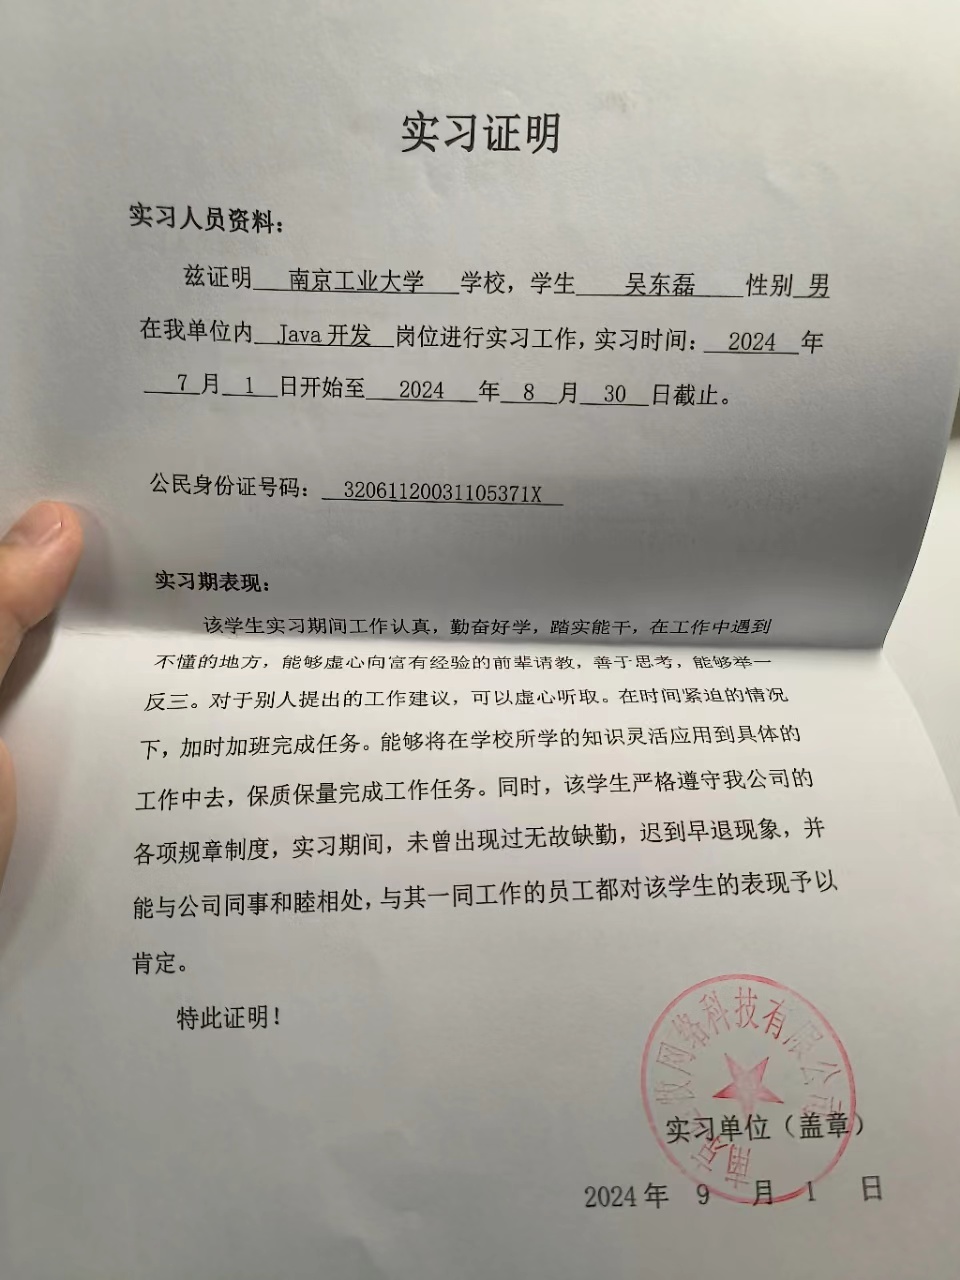 实习证明
实习人员资料：
兹证明 南京工业大学 学校，学生 吴东磊 性别 男
在我单位内 Java开发 岗位进行实习工作，实习时间： 2024 年
7 月 1 日开始至 2024 年 8 月 30 日截止。
公民身份证号码： 32061120031105371X
实习期表现：
该学生实习期间工作认真，勤奋好学，踏实能干，在工作中遇到
不懂的地方，能够虚心向富有经验的前辈请教，善于思考，能够举一
反三。对于别人提出的工作建议，可以虚心听取。在时间紧迫的情况
下，加时加班完成任务。能够将在学校所学的知识灵活应用到具体的
工作中去，保质保量完成工作任务。同时，该学生严格遵守我公司的
各项规章制度，实习期间，未曾出现过无故缺勤，迟到早退现象，并
能与公司同事和睦相处，与其一同工作的员工都对该学生的表现予以
肯定。
特此证明！
南京 牧网络科技有限公司
实习单位（盖章）
2024 年 9 月 1 日